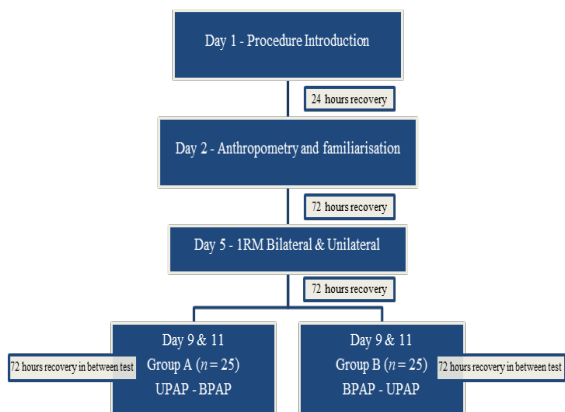 Day 1 - Procedure Introduction
24 hours recovery
Day 2 - Anthropometry and familiarisation
72 hours recovery
Day 5 - 1RM Bilateral & Unilateral
72 hours recovery
72 hours recovery in between test
Day 9 & 11
Group A (n = 25)
UPAP - BPAP
Day 9 & 11
Group B (n = 25)
BPAP - UPAP
72 hours recovery in between test